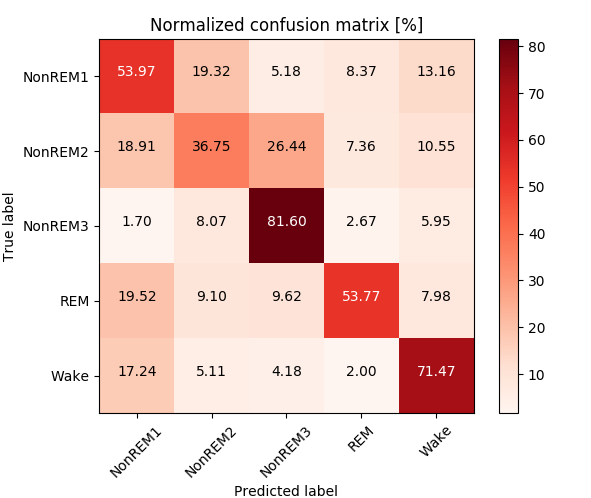 Normalized confusion matrix [%]
True label
NonREM1 53.97 19.32 5.18 8.37 13.16
NonREM2 18.91 36.75 26.44 7.36 10.55
NonREM3 1.70 8.07 81.60 2.67 5.95
REM 19.52 9.10 9.62 53.77 7.98
Wake 17.24 5.11 4.18 2.00 71.47
NonREM1 NonREM2 NonREM3 REM Wake
Predicted label
80
70
60
50
40
30
20
10